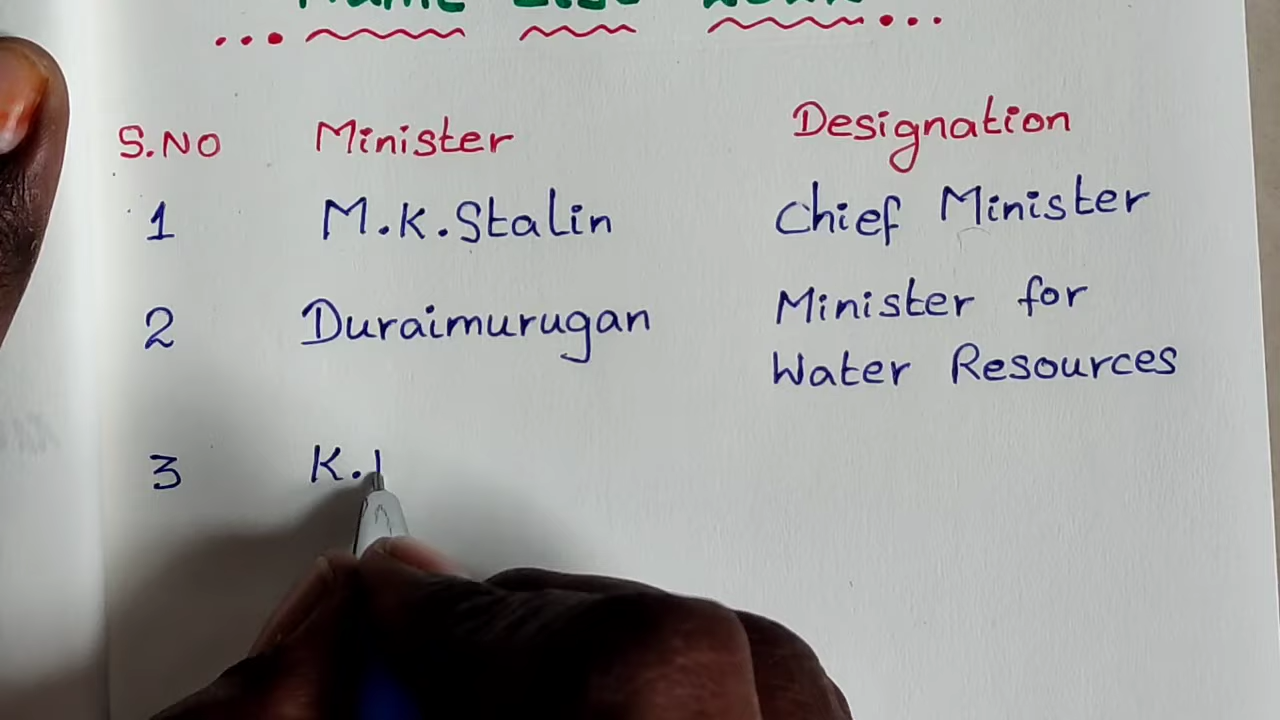 S.NO Minister Designation
1 M.K.Stalin Chief Minister
2 Duraimurugan Minister for
Water Resources
3 K.